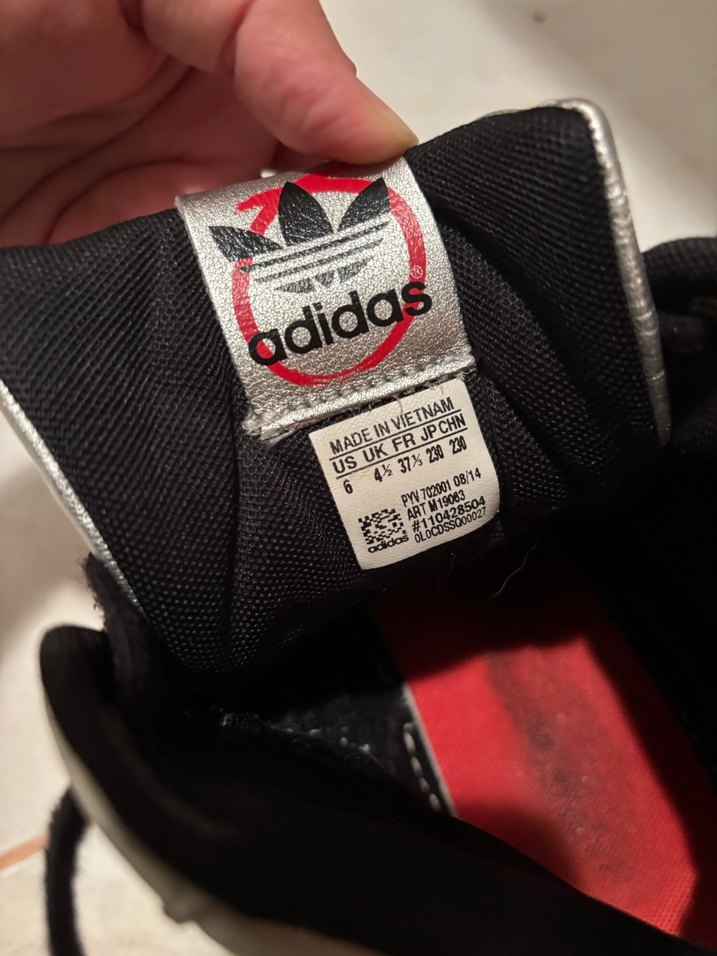 adidas®
MADE IN VIETNAM
US UK FR JP CHN
6 4½ 37⅓ 230 230
PYV 702001 08/14
ART M19063
#110428504
0L0CDSSQ00027
adidas